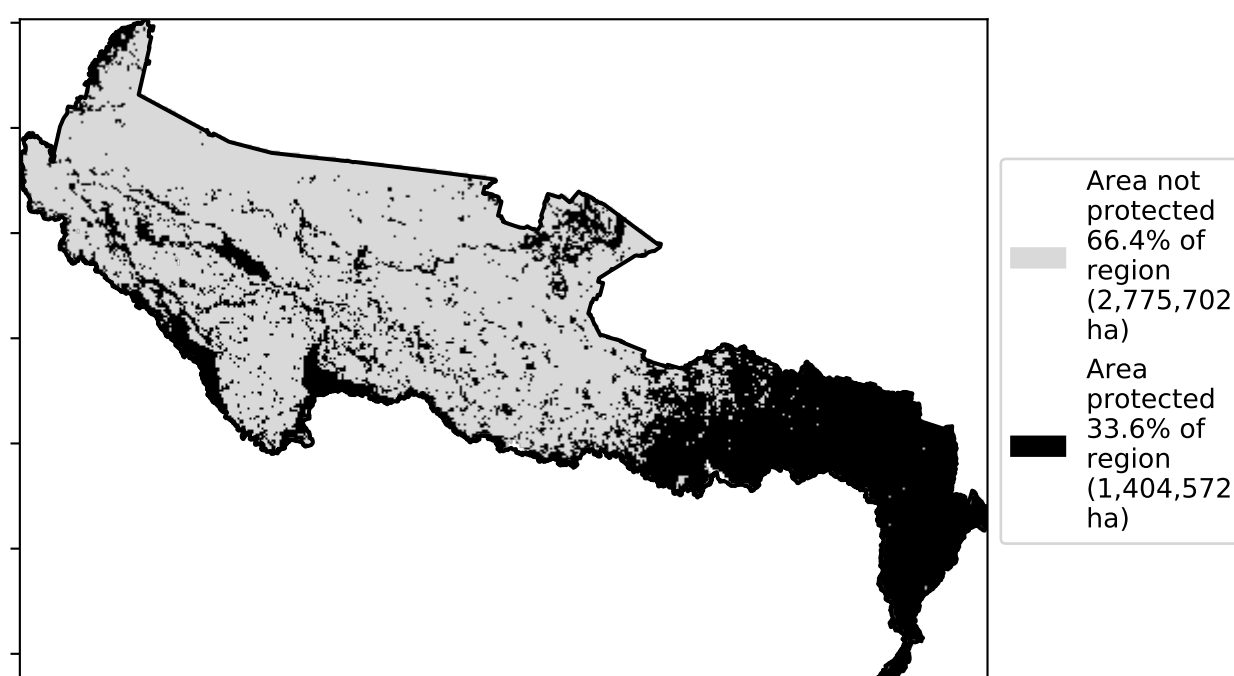 Area not
protected
66.4% of
region
(2,775,702
ha)
Area
protected
33.6% of
region
(1,404,572
ha)